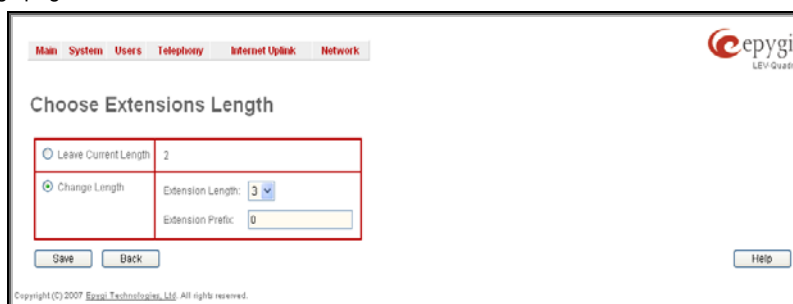 Main System Users Telephony Internet Uplink Network
epygi
Choose Extensions Length
Leave Current Length 2
Change Length Extension Length: 3
Extension Prefix: 0
Save Back Help
Copyright (C) 2007 Epygi Technologies, Ltd. All rights reserved.